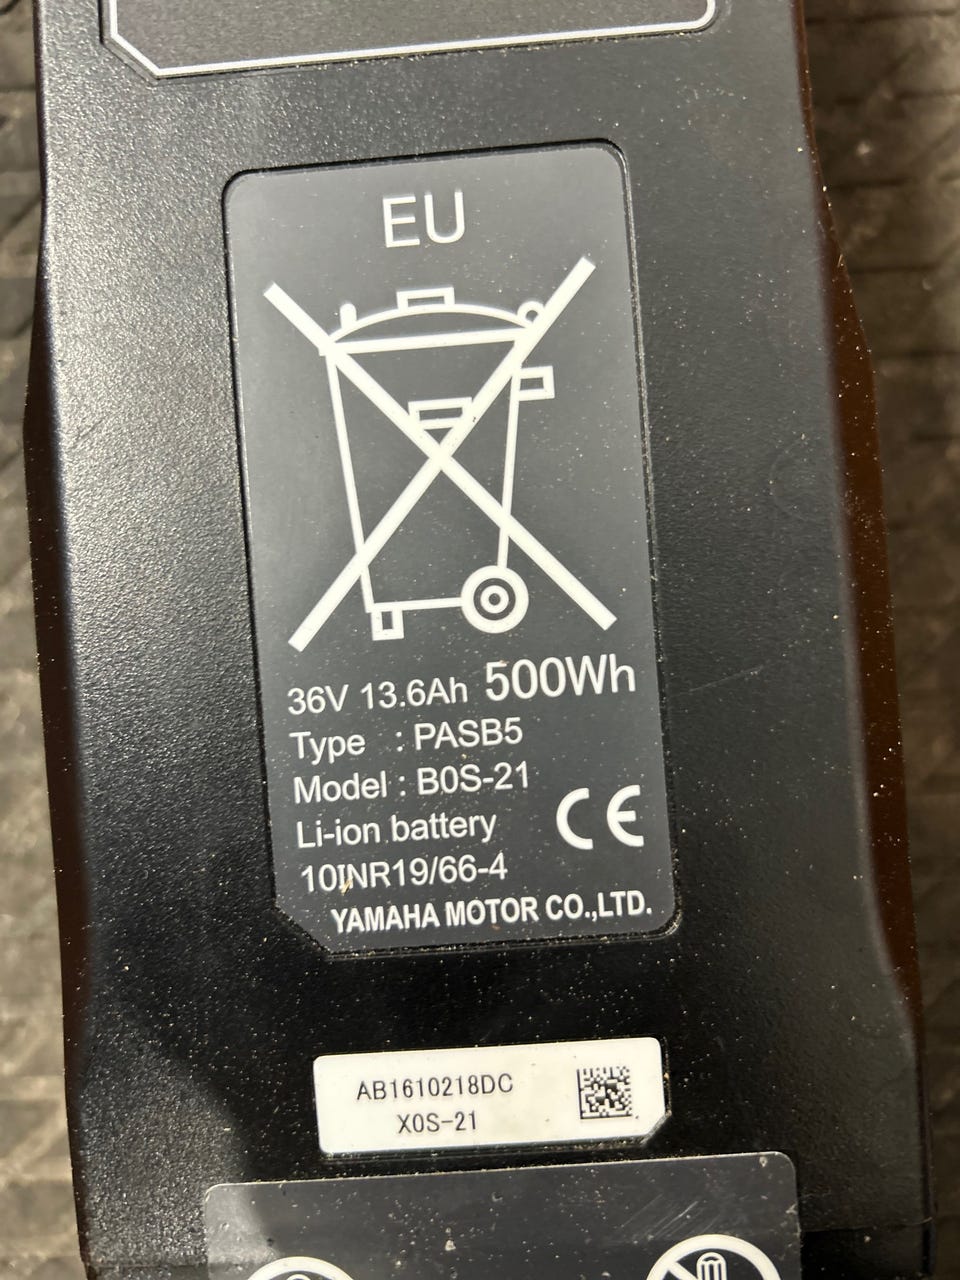 EU
36V 13.6Ah 500Wh
Type : PASB5
Model : B0S-21
Li-ion battery
10INR19/66-4
CE
YAMAHA MOTOR CO.,LTD.
AB1610218DC
X0S-21